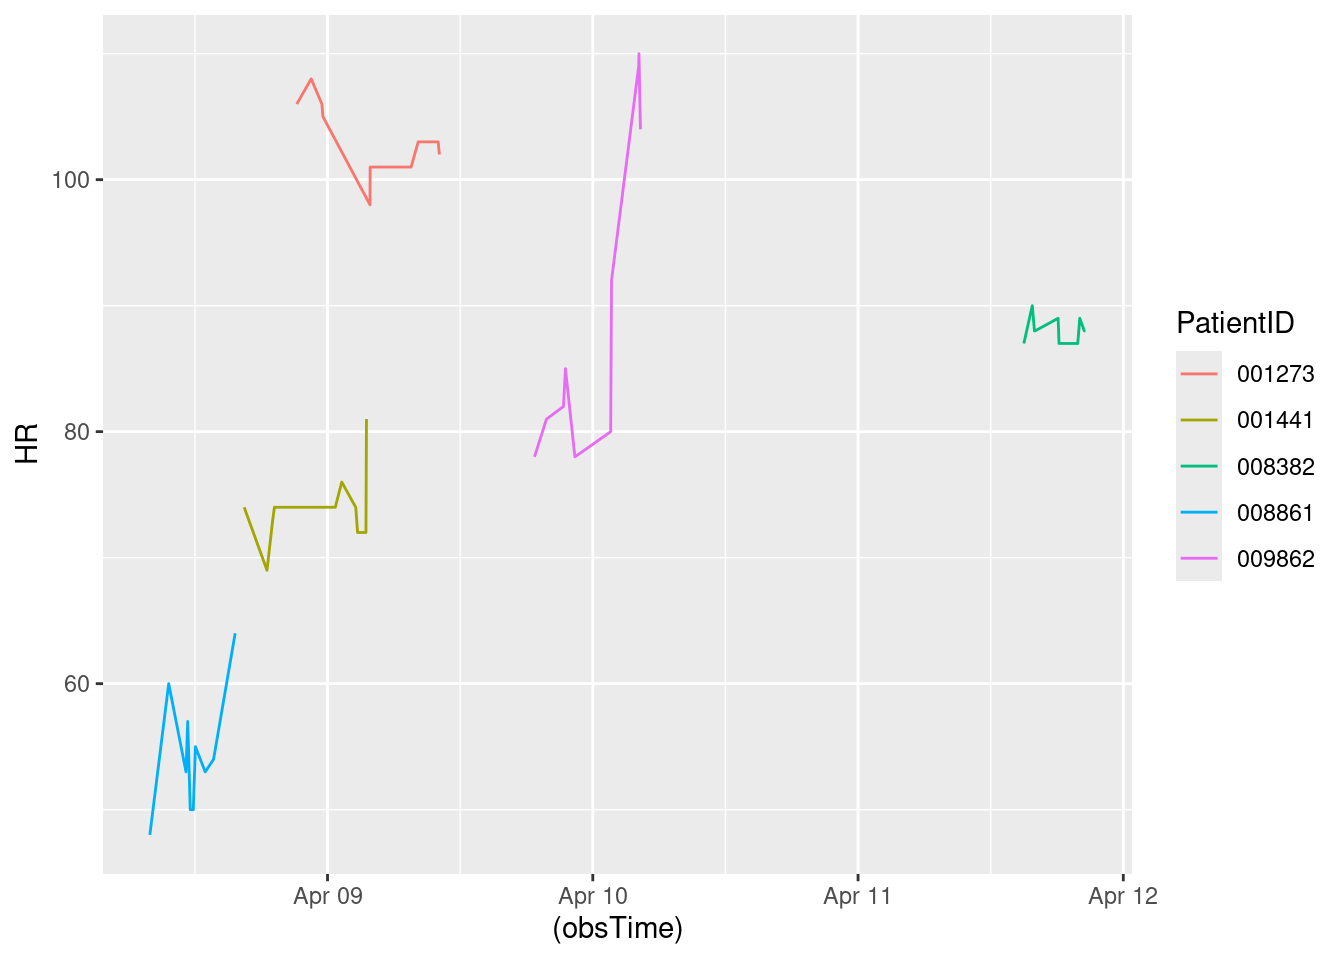 100
80
60
HR
Apr 09
Apr 10
Apr 11
Apr 12
(obsTime)
PatientID
001273
001441
008382
008861
009862